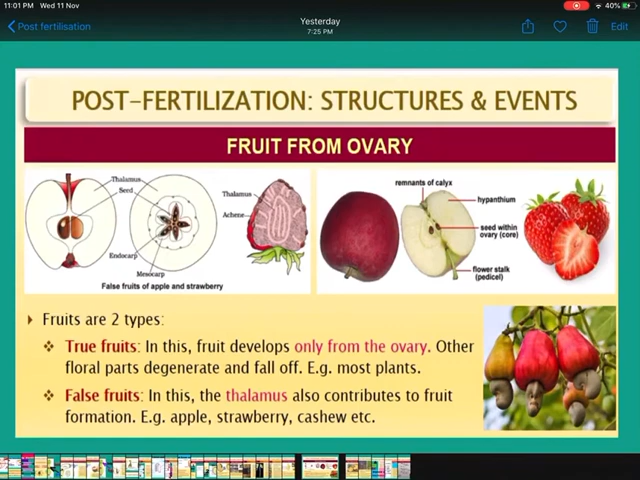 11:01 PM Wed 11 Nov
40%
Post fertilisation
Yesterday
7:25 PM
Edit
POST-FERTILIZATION: STRUCTURES & EVENTS
FRUIT FROM OVARY
Thalamus
Seed
Endocarp
Mesocarp
Thalamus
Achene
False fruits of apple and strawberry
remnants of calyx
hypanthium
seed within
ovary (core)
flower stalk
(pedicel)
Fruits are 2 types:
True fruits: In this, fruit develops only from the ovary. Other
floral parts degenerate and fall off. E.g. most plants.
False fruits: In this, the thalamus also contributes to fruit
formation. E.g. apple, strawberry, cashew etc.